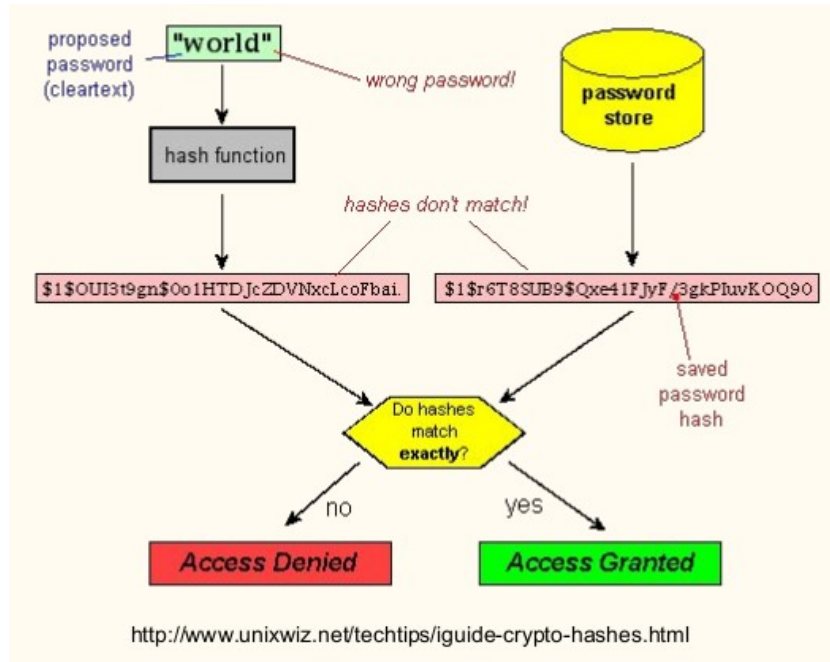 proposed
password
(cleartext)
"world"
wrong password!
password
store
hash function
hashes don't match!
$1$OUI3t9gn$0o1HTDJcZDVNxcLcoFbai.
$1$r6T8SUB9$Qxe41FJyF/3gkPIuvKOQ90
saved
password
hash
Do hashes
match
exactly?
no
yes
Access Denied
Access Granted
http://www.unixwiz.net/techtips/iguide-crypto-hashes.html